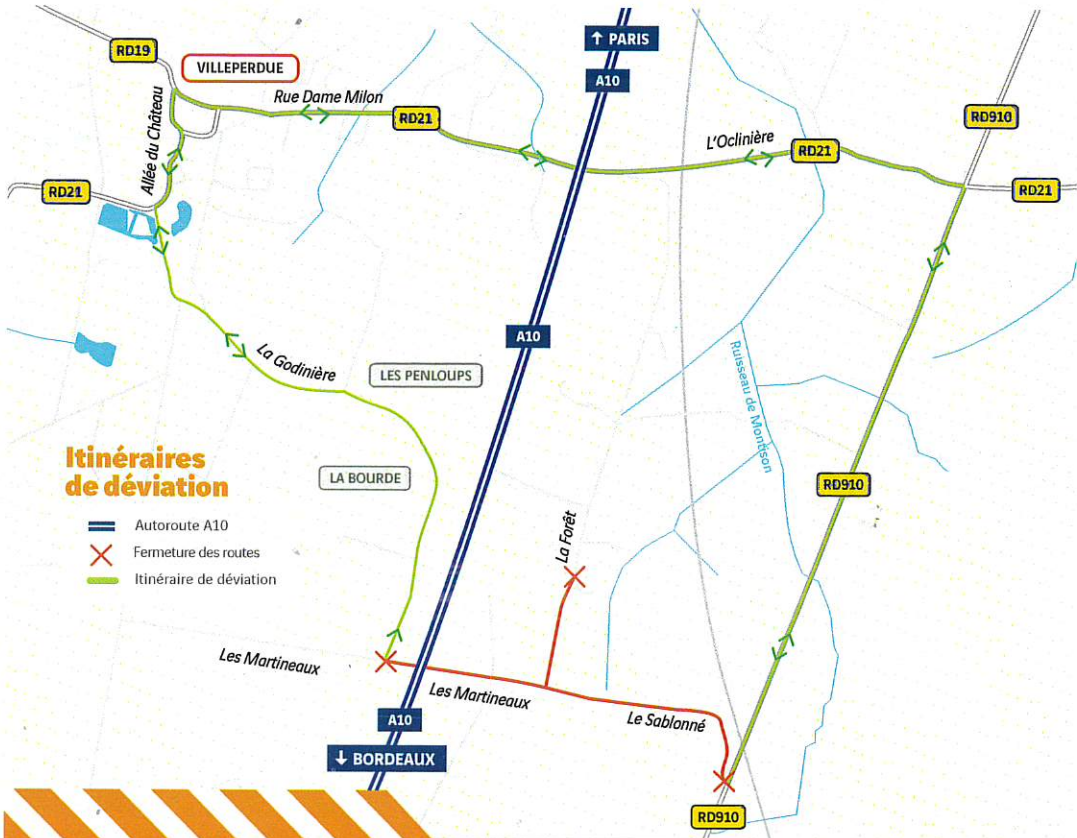 ↑ PARIS
RD19
VILLEPERDUE
A10
Rue Dame Milon
RD21
RD910
L'Oclinière
RD21
Allée du Château
RD21
RD21
A10
La Godinière
LES PENLOUPS
Ruisseau de Montison
Itinéraires
de déviation
LA BOURDE
RD910
Autoroute A10
Fermeture des routes
Itinéraire de déviation
La Forêt
Les Martineaux
Les Martineaux
Le Sablonné
A10
↓ BORDEAUX
RD910